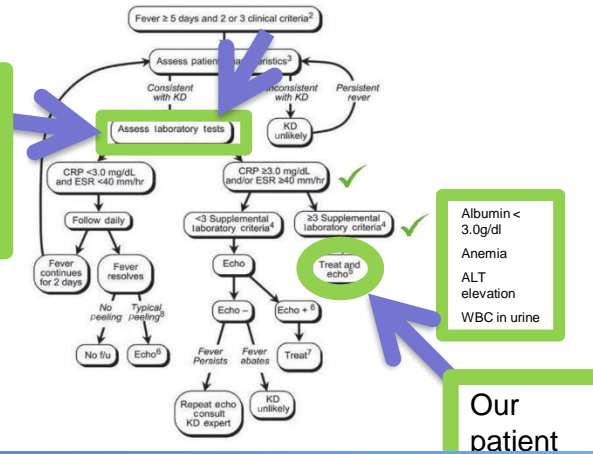 Fever ≥ 5 days and 2 or 3 clinical criteria2
Assess patient characteristics3
Consistent
with KD
Inconsistent
with KD
Persistent
fever
Assess laboratory tests
KD
unlikely
CRP <3.0 mg/dL
and ESR <40 mm/hr
CRP ≥3.0 mg/dL
and/or ESR ≥40 mm/hr
Follow daily
<3 Supplemental
laboratory criteria4
≥3 Supplemental
laboratory criteria4
Fever
continues
for 2 days
Fever
resolves
Echo
Treat and
echo5
No
peeling
Typical
peeling8
Echo –
Echo + 6
No f/u
Echo6
Fever
Persists
Fever
abates
Treat7
Repeat echo
consult
KD expert
KD
unlikely
Albumin <
3.0g/dl
Anemia
ALT
elevation
WBC in urine
Our
patient